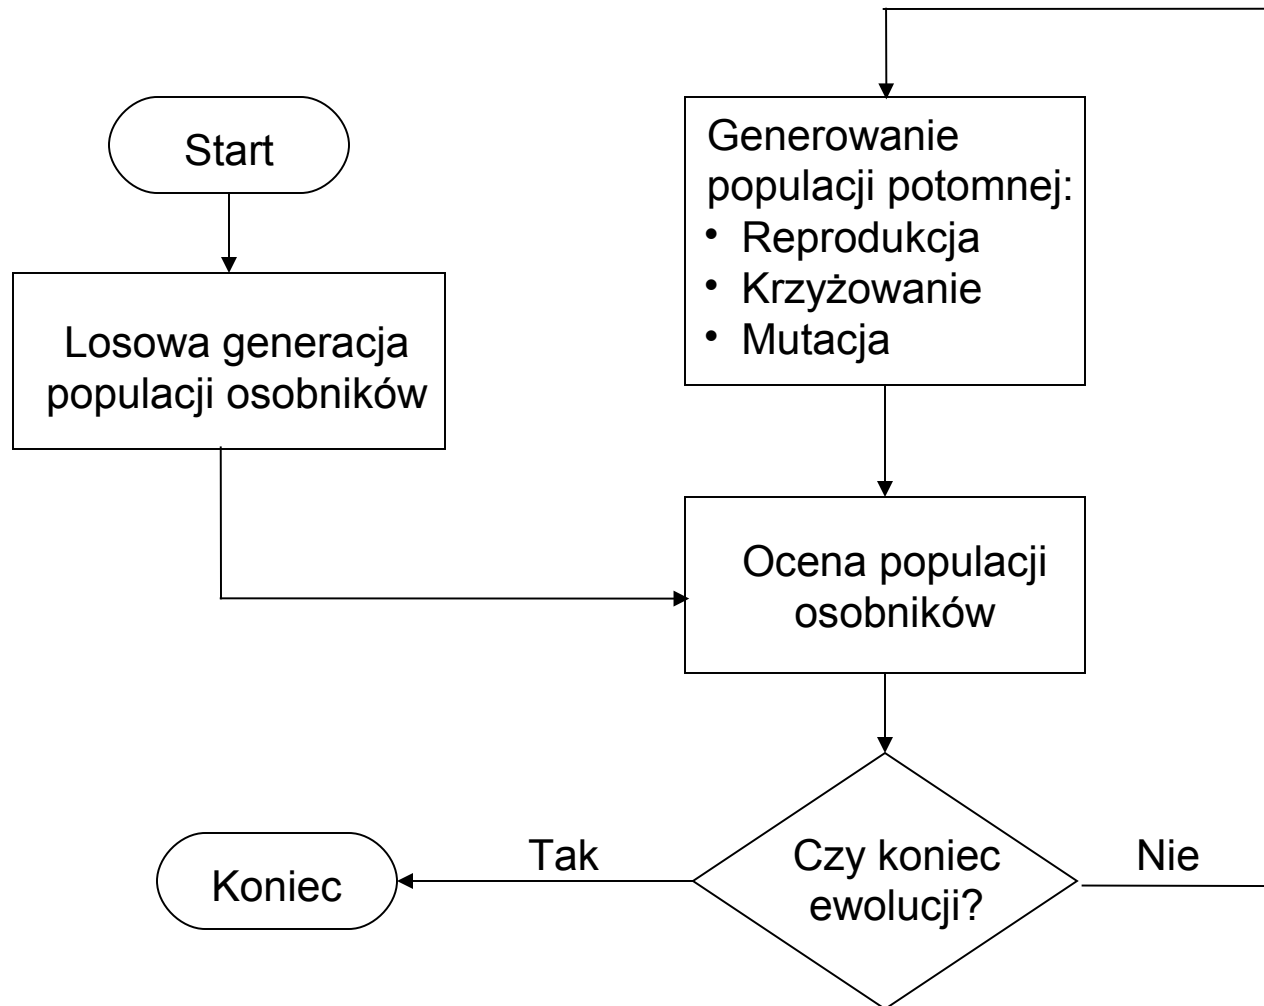 Start
Losowa generacja
populacji osobników
Generowanie
populacji potomnej:
• Reprodukcja
• Krzyżowanie
• Mutacja
Ocena populacji
osobników
Czy koniec
ewolucji?
Tak
Nie
Koniec